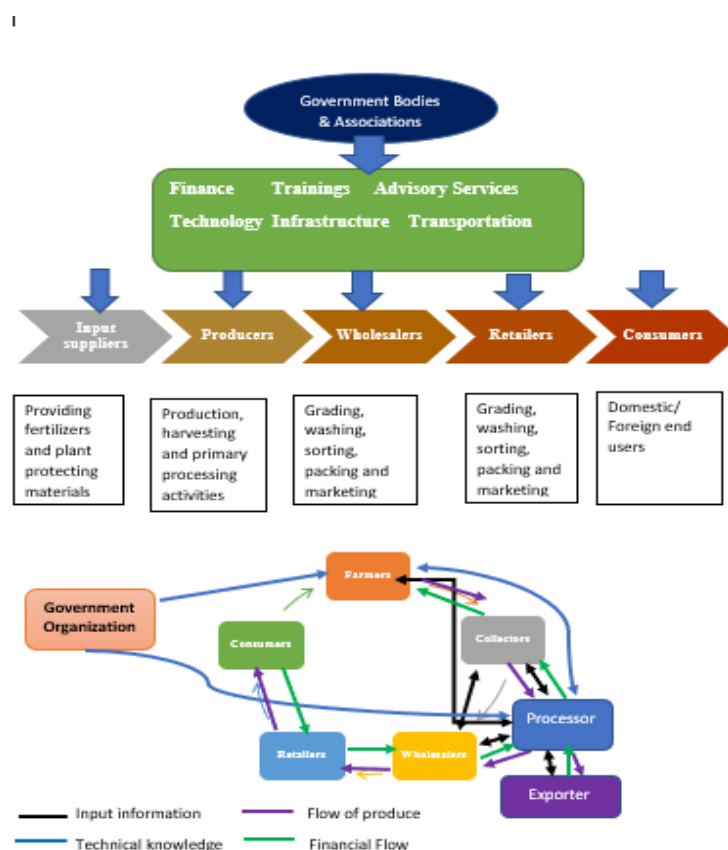 I
Government Bodies
& Associations
Finance Trainings Advisory Services
Technology Infrastructure Transportation
Input
suppliers
Producers
Wholesalers
Retailers
Consumers
Providing
fertilizers
and plant
protecting
materials
Production,
harvesting
and primary
processing
activities
Grading,
washing,
sorting,
packing and
marketing
Grading,
washing,
sorting,
packing and
marketing
Domestic/
Foreign end
users
Farmers
Government
Organization
Consumers
Collectors
Processor
Retailers
Wholesalers
Exporter
Input information
Flow of produce
Technical knowledge
Financial Flow